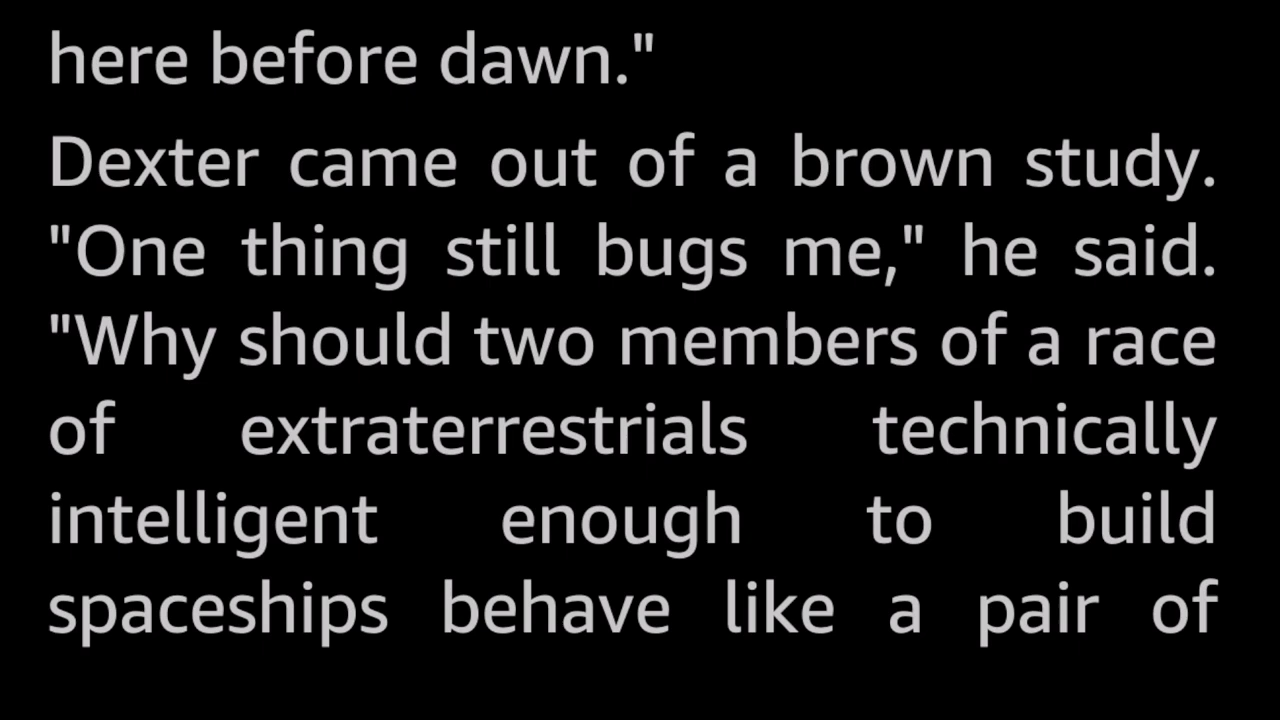 here before dawn."
Dexter came out of a brown study.
"One thing still bugs me," he said.
"Why should two members of a race
of extraterrestrials technically
intelligent enough to build
spaceships behave like a pair of